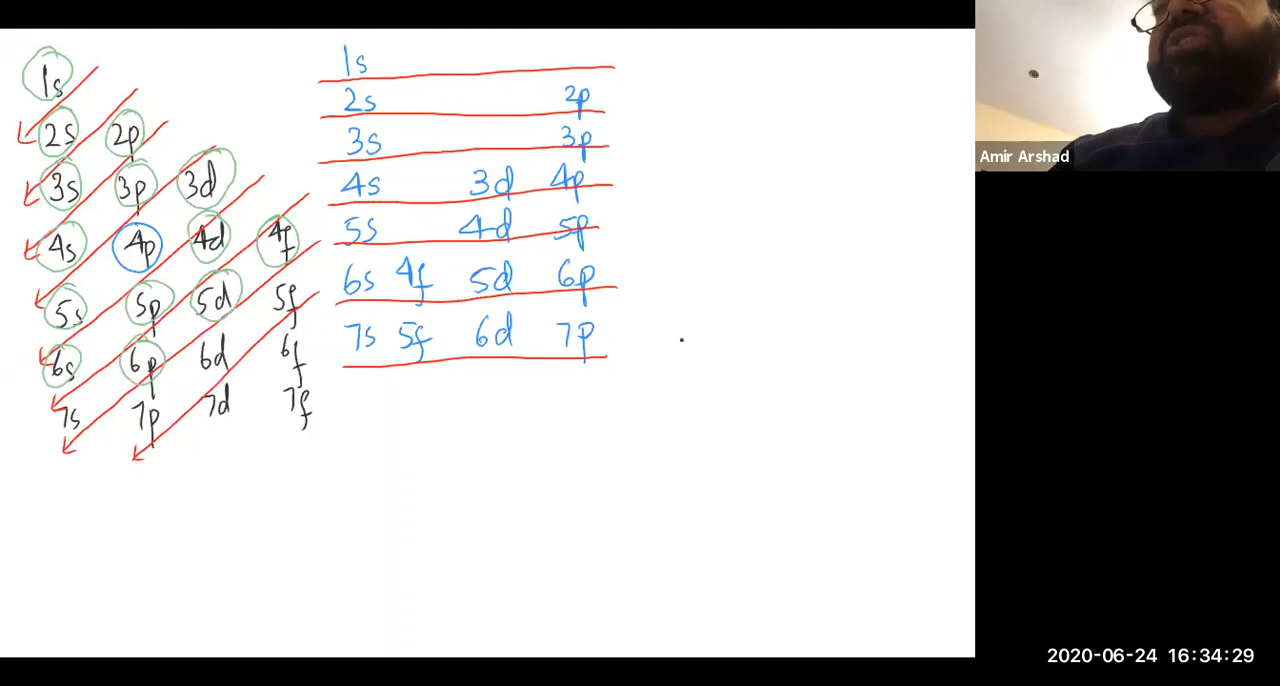 1s
2s 2p
3s 3p 3d
4s 4p 4d 4f
5s 5p 5d 5f
6s 6p 6d 6f
7s 7p 7d 7f
1s
2s 2p
3s 3p
4s 3d 4p
5s 4d 5p
6s 4f 5d 6p
7s 5f 6d 7p
Amir Arshad
2020-06-24 16:34:29